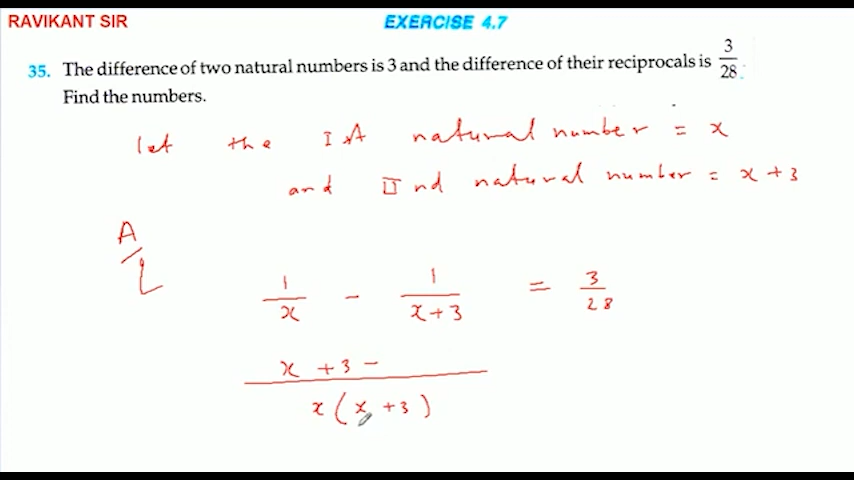 RAVIKANT SIR
EXERCISE 4.7
35. The difference of two natural numbers is 3 and the difference of their reciprocals is 3/28.
Find the numbers.
let the Ist natural number = x
and IInd natural number = x + 3
A/Q
1/x - 1/(x+3) = 3/28
x + 3 -
x(x+3)